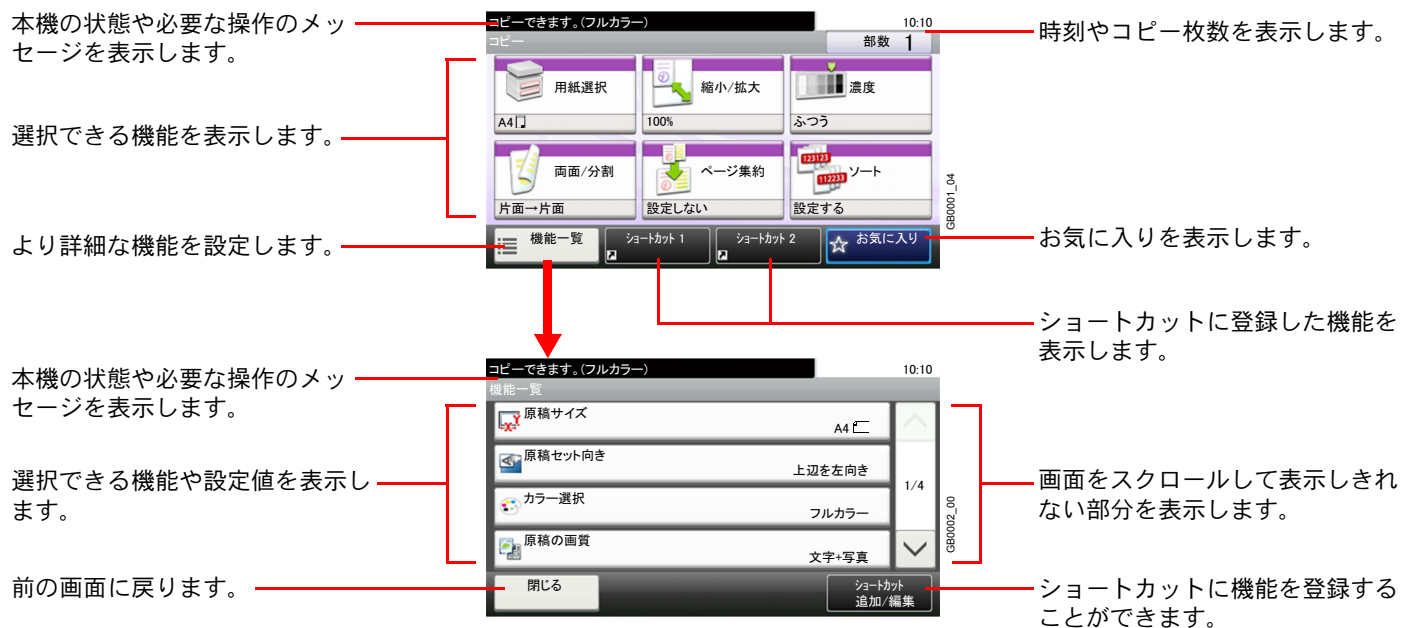 本機の状態や必要な操作のメッ
セージを表示します。
選択できる機能を表示します。
より詳細な機能を設定します。
コピーできます。(フルカラー)
10:10
コピー
部数 1
用紙選択
A4
縮小/拡大
100%
濃度
ふつう
両面/分割
片面→片面
ページ集約
設定しない
123123
112233
ソート
設定する
機能一覧
ショートカット 1
ショートカット 2
お気に入り
GB0001_04
時刻やコピー枚数を表示します。
お気に入りを表示します。
ショートカットに登録した機能を
表示します。
本機の状態や必要な操作のメッ
セージを表示します。
選択できる機能や設定値を表示し
ます。
前の画面に戻ります。
コピーできます。(フルカラー)
10:10
機能一覧
原稿サイズ
A4
原稿セット向き
上辺を左向き
カラー選択
フルカラー
原稿の画質
文字+写真
1/4
閉じる
ショートカット
追加/編集
GB0002_00
画面をスクロールして表示しきれ
ない部分を表示します。
ショートカットに機能を登録する
ことができます。